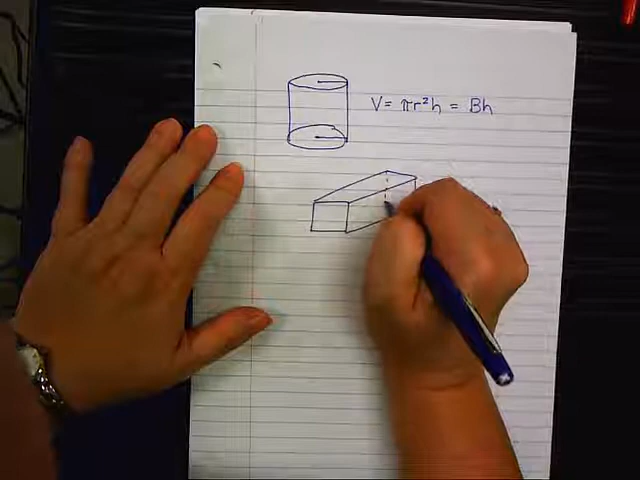 V = πr²h = Bh